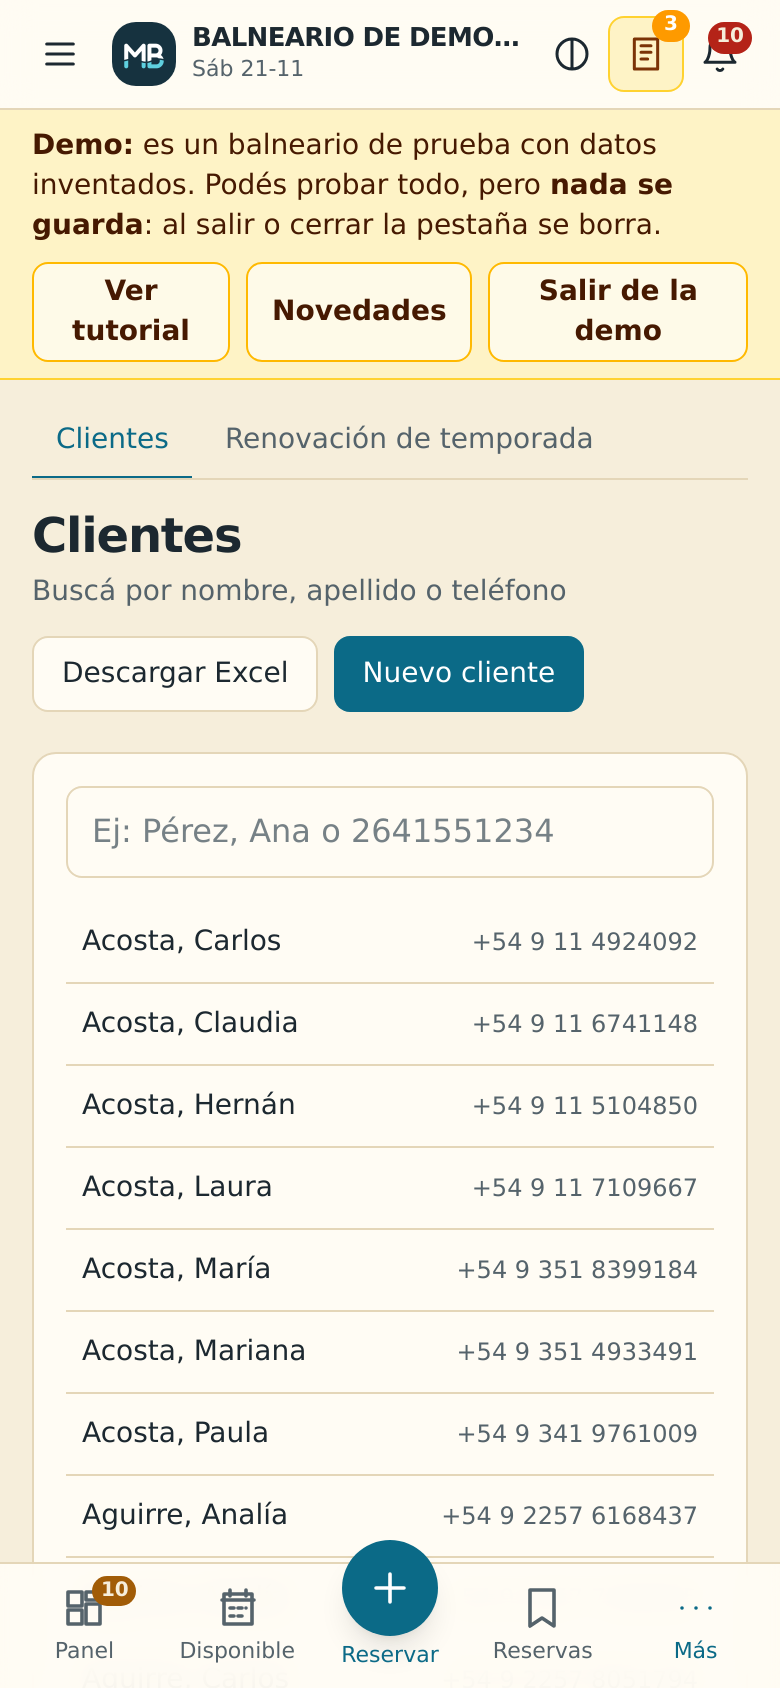 MB
BALNEARIO DE DEMO...
Sáb 21-11
3
10
Demo: es un balneario de prueba con datos
inventados. Podés probar todo, pero nada se
guarda: al salir o cerrar la pestaña se borra.
Ver
tutorial
Novedades
Salir de la
demo
Clientes
Renovación de temporada
Clientes
Buscá por nombre, apellido o teléfono
Descargar Excel
Nuevo cliente
Ej: Pérez, Ana o 2641551234
Acosta, Carlos +54 9 11 4924092
Acosta, Claudia +54 9 11 6741148
Acosta, Hernán +54 9 11 5104850
Acosta, Laura +54 9 11 7109667
Acosta, María +54 9 351 8399184
Acosta, Mariana +54 9 351 4933491
Acosta, Paula +54 9 341 9761009
Aguirre, Analía +54 9 2257 6168437
10
Panel
Disponible
Reservar
Reservas
Más
Aguirre, Carlos